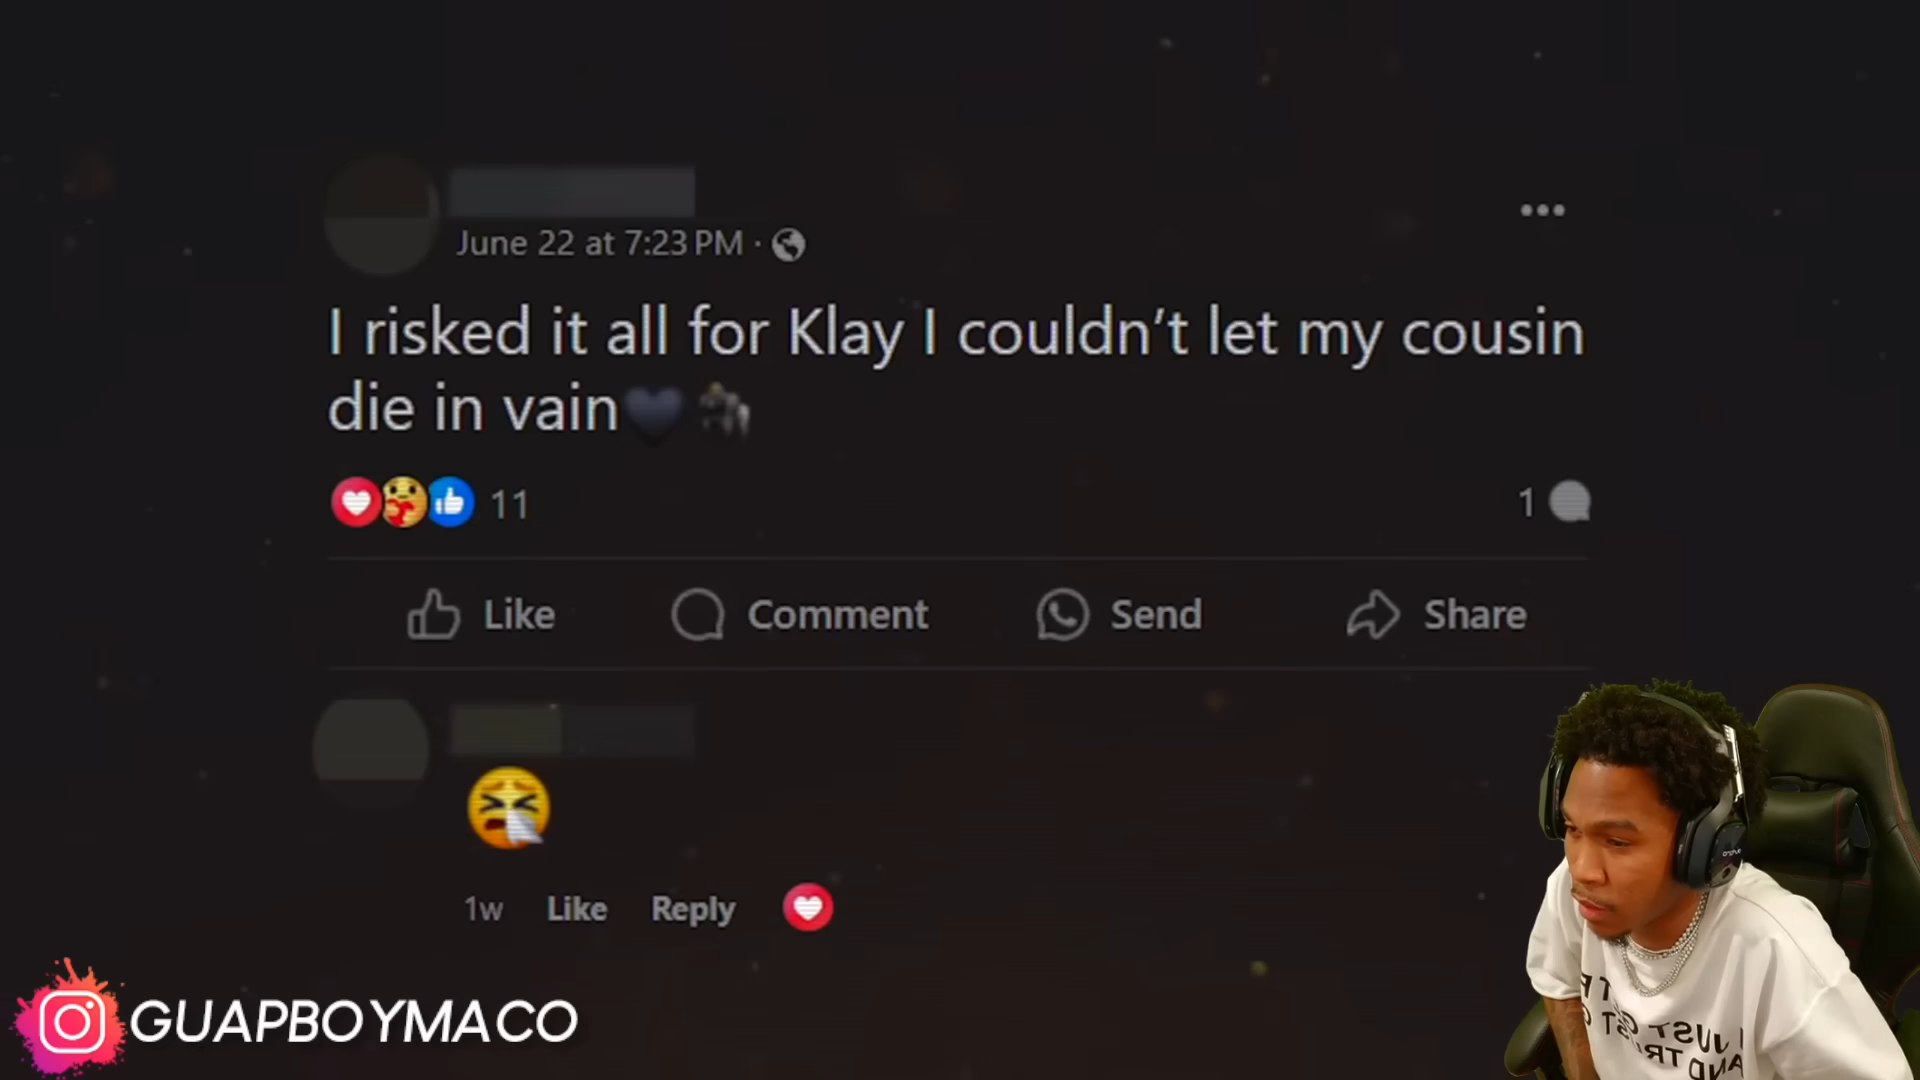 June 22 at 7:23 PM ·
I risked it all for Klay I couldn't let my cousin
die in vain🖤
11
1
Like Comment Send Share
1w Like Reply
GUAPBOYMACO